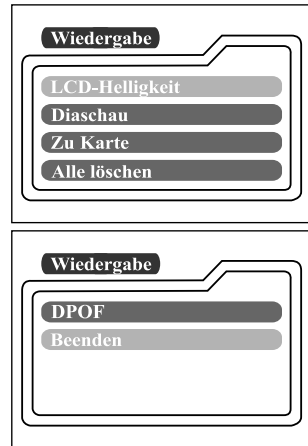 Wiedergabe
LCD-Helligkeit
Diaschau
Zu Karte
Alle löschen
Wiedergabe
DPOF
Beenden